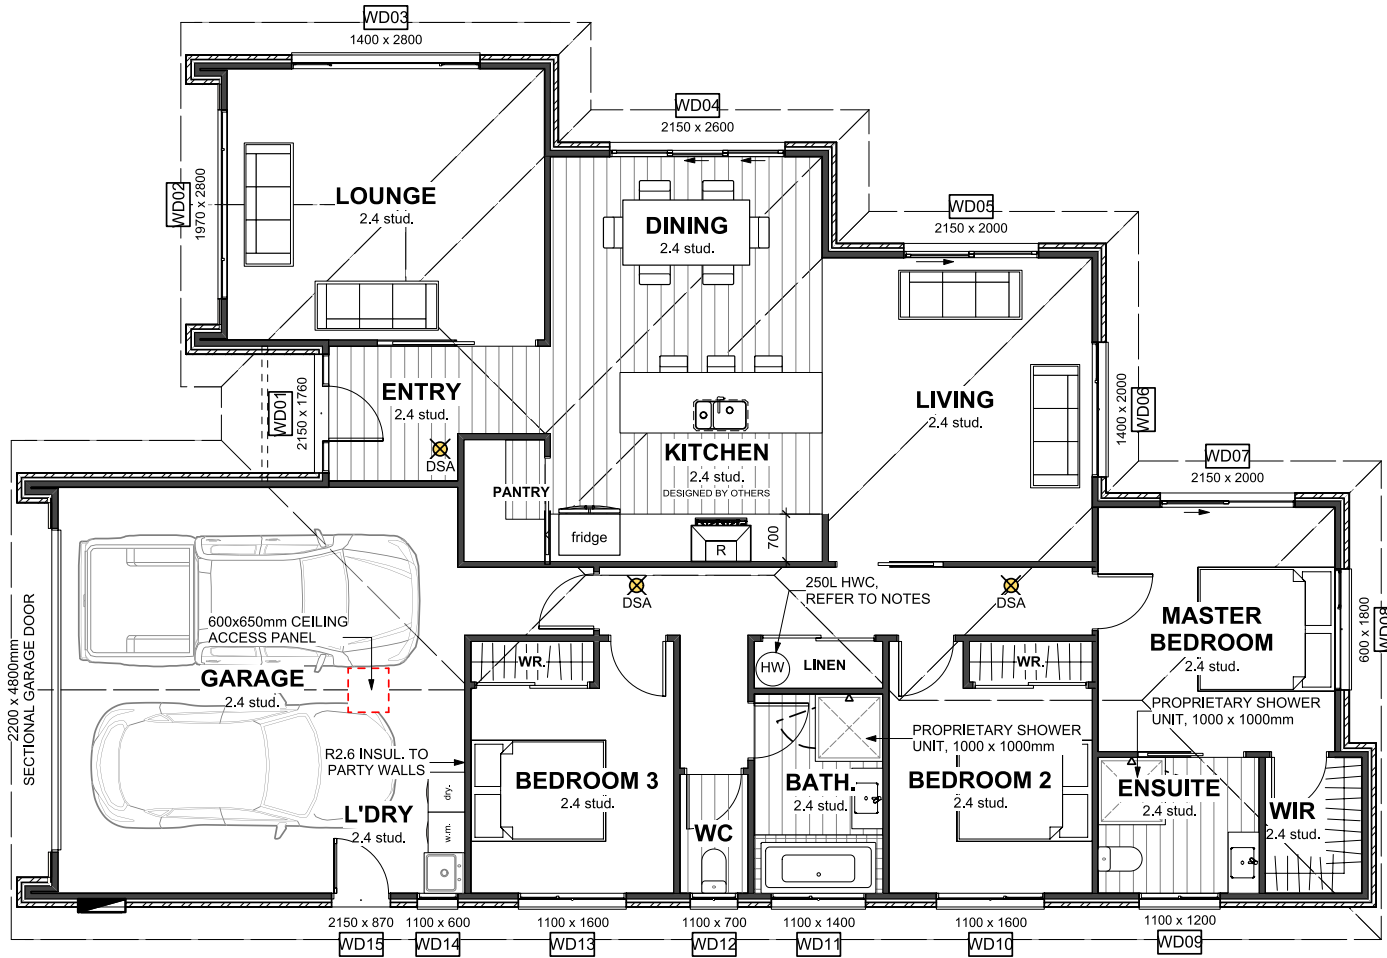 WD03
1400 x 2800
WD04
2150 x 2600
WD02
1970 x 2800
LOUNGE
2.4 stud.
DINING
2.4 stud.
WD05
2150 x 2000
WD01
2150 x 1760
ENTRY
2.4 stud.
DSA
LIVING
2.4 stud.
1400 x 2000
WD06
KITCHEN
2.4 stud.
DESIGNED BY OTHERS
PANTRY
fridge
R
700
WD07
2150 x 2000
250L HWC,
REFER TO NOTES
DSA
DSA
2200 x 4800mm
SECTIONAL GARAGE DOOR
600x650mm CEILING
ACCESS PANEL
GARAGE
2.4 stud.
WR.
HW
LINEN
WR.
MASTER
BEDROOM
2.4 stud.
600 x 1800
WD08
PROPRIETARY SHOWER
UNIT, 1000 x 1000mm
PROPRIETARY SHOWER
UNIT, 1000 x 1000mm
R2.6 INSUL. TO
PARTY WALLS
BEDROOM 3
2.4 stud.
BATH.
2.4 stud.
BEDROOM 2
2.4 stud.
ENSUITE
2.4 stud.
WIR
2.4 stud.
L'DRY
2.4 stud.
dry.
w.m.
WC
2150 x 870
WD15
1100 x 600
WD14
1100 x 1600
WD13
1100 x 700
WD12
1100 x 1400
WD11
1100 x 1600
WD10
1100 x 1200
WD09